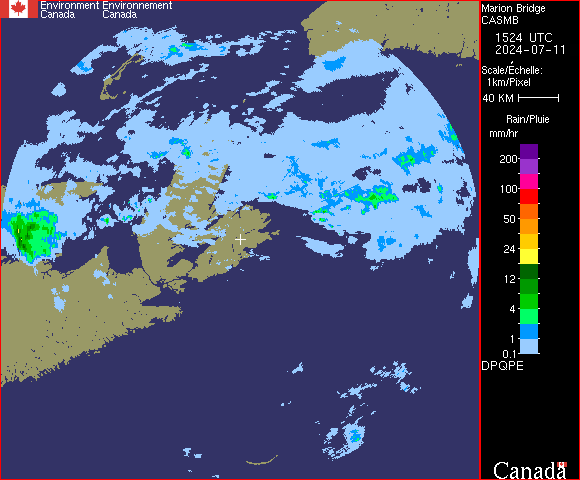 Environment Environnement
Canada Canada
Marion Bridge
CASMB
1524 UTC
2024-07-11
Scale/Échelle:
1km/Pixel
40 KM
Rain/Pluie
mm/hr
200
100
50
24
12
4
1
0.1
DPQPE
Canada